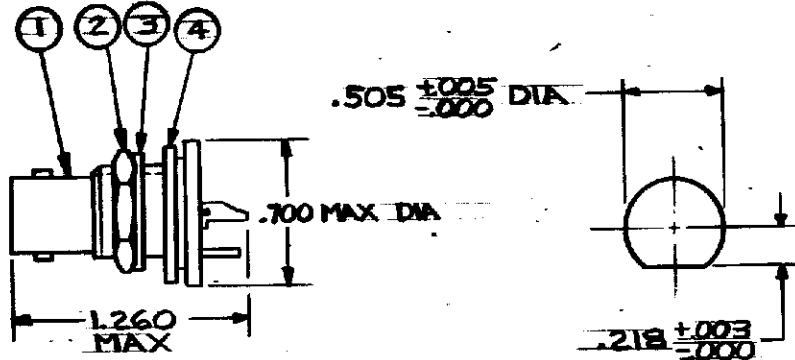 1 2 3 4
.505 +.005 -.000 DIA
.700 MAX DIA
1.260
MAX
.218 +.003 -.000